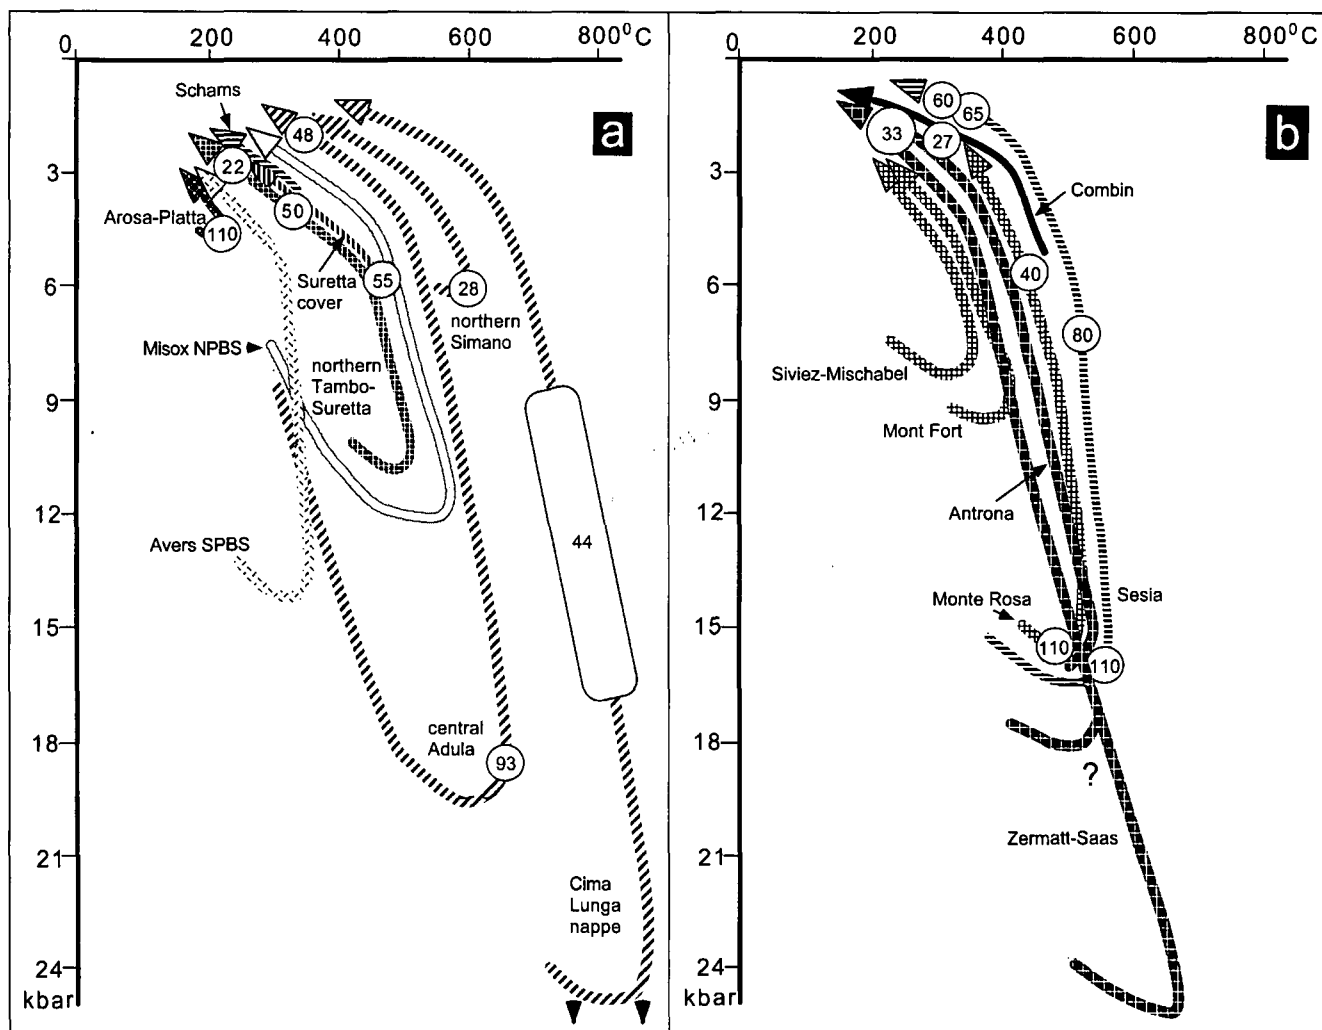 0
200
400
600
800⁰C
3
6
9
12
15
18
21
24
kbar
a
Schams
48
22
50
55
Arosa-Platta
110
Suretta
cover
28
northern
Simano
Misox NPBS
northern
Tambo-
Suretta
44
Avers SPBS
central
Adula
93
Cima
Lunga
nappe
0
200
400
600
800⁰C
3
6
9
12
15
18
21
24
kbar
b
60
65
33
27
Combin
40
80
Siviez-Mischabel
Mont Fort
Antrona
Monte Rosa
Sesia
110
110
?
Zermatt-Saas